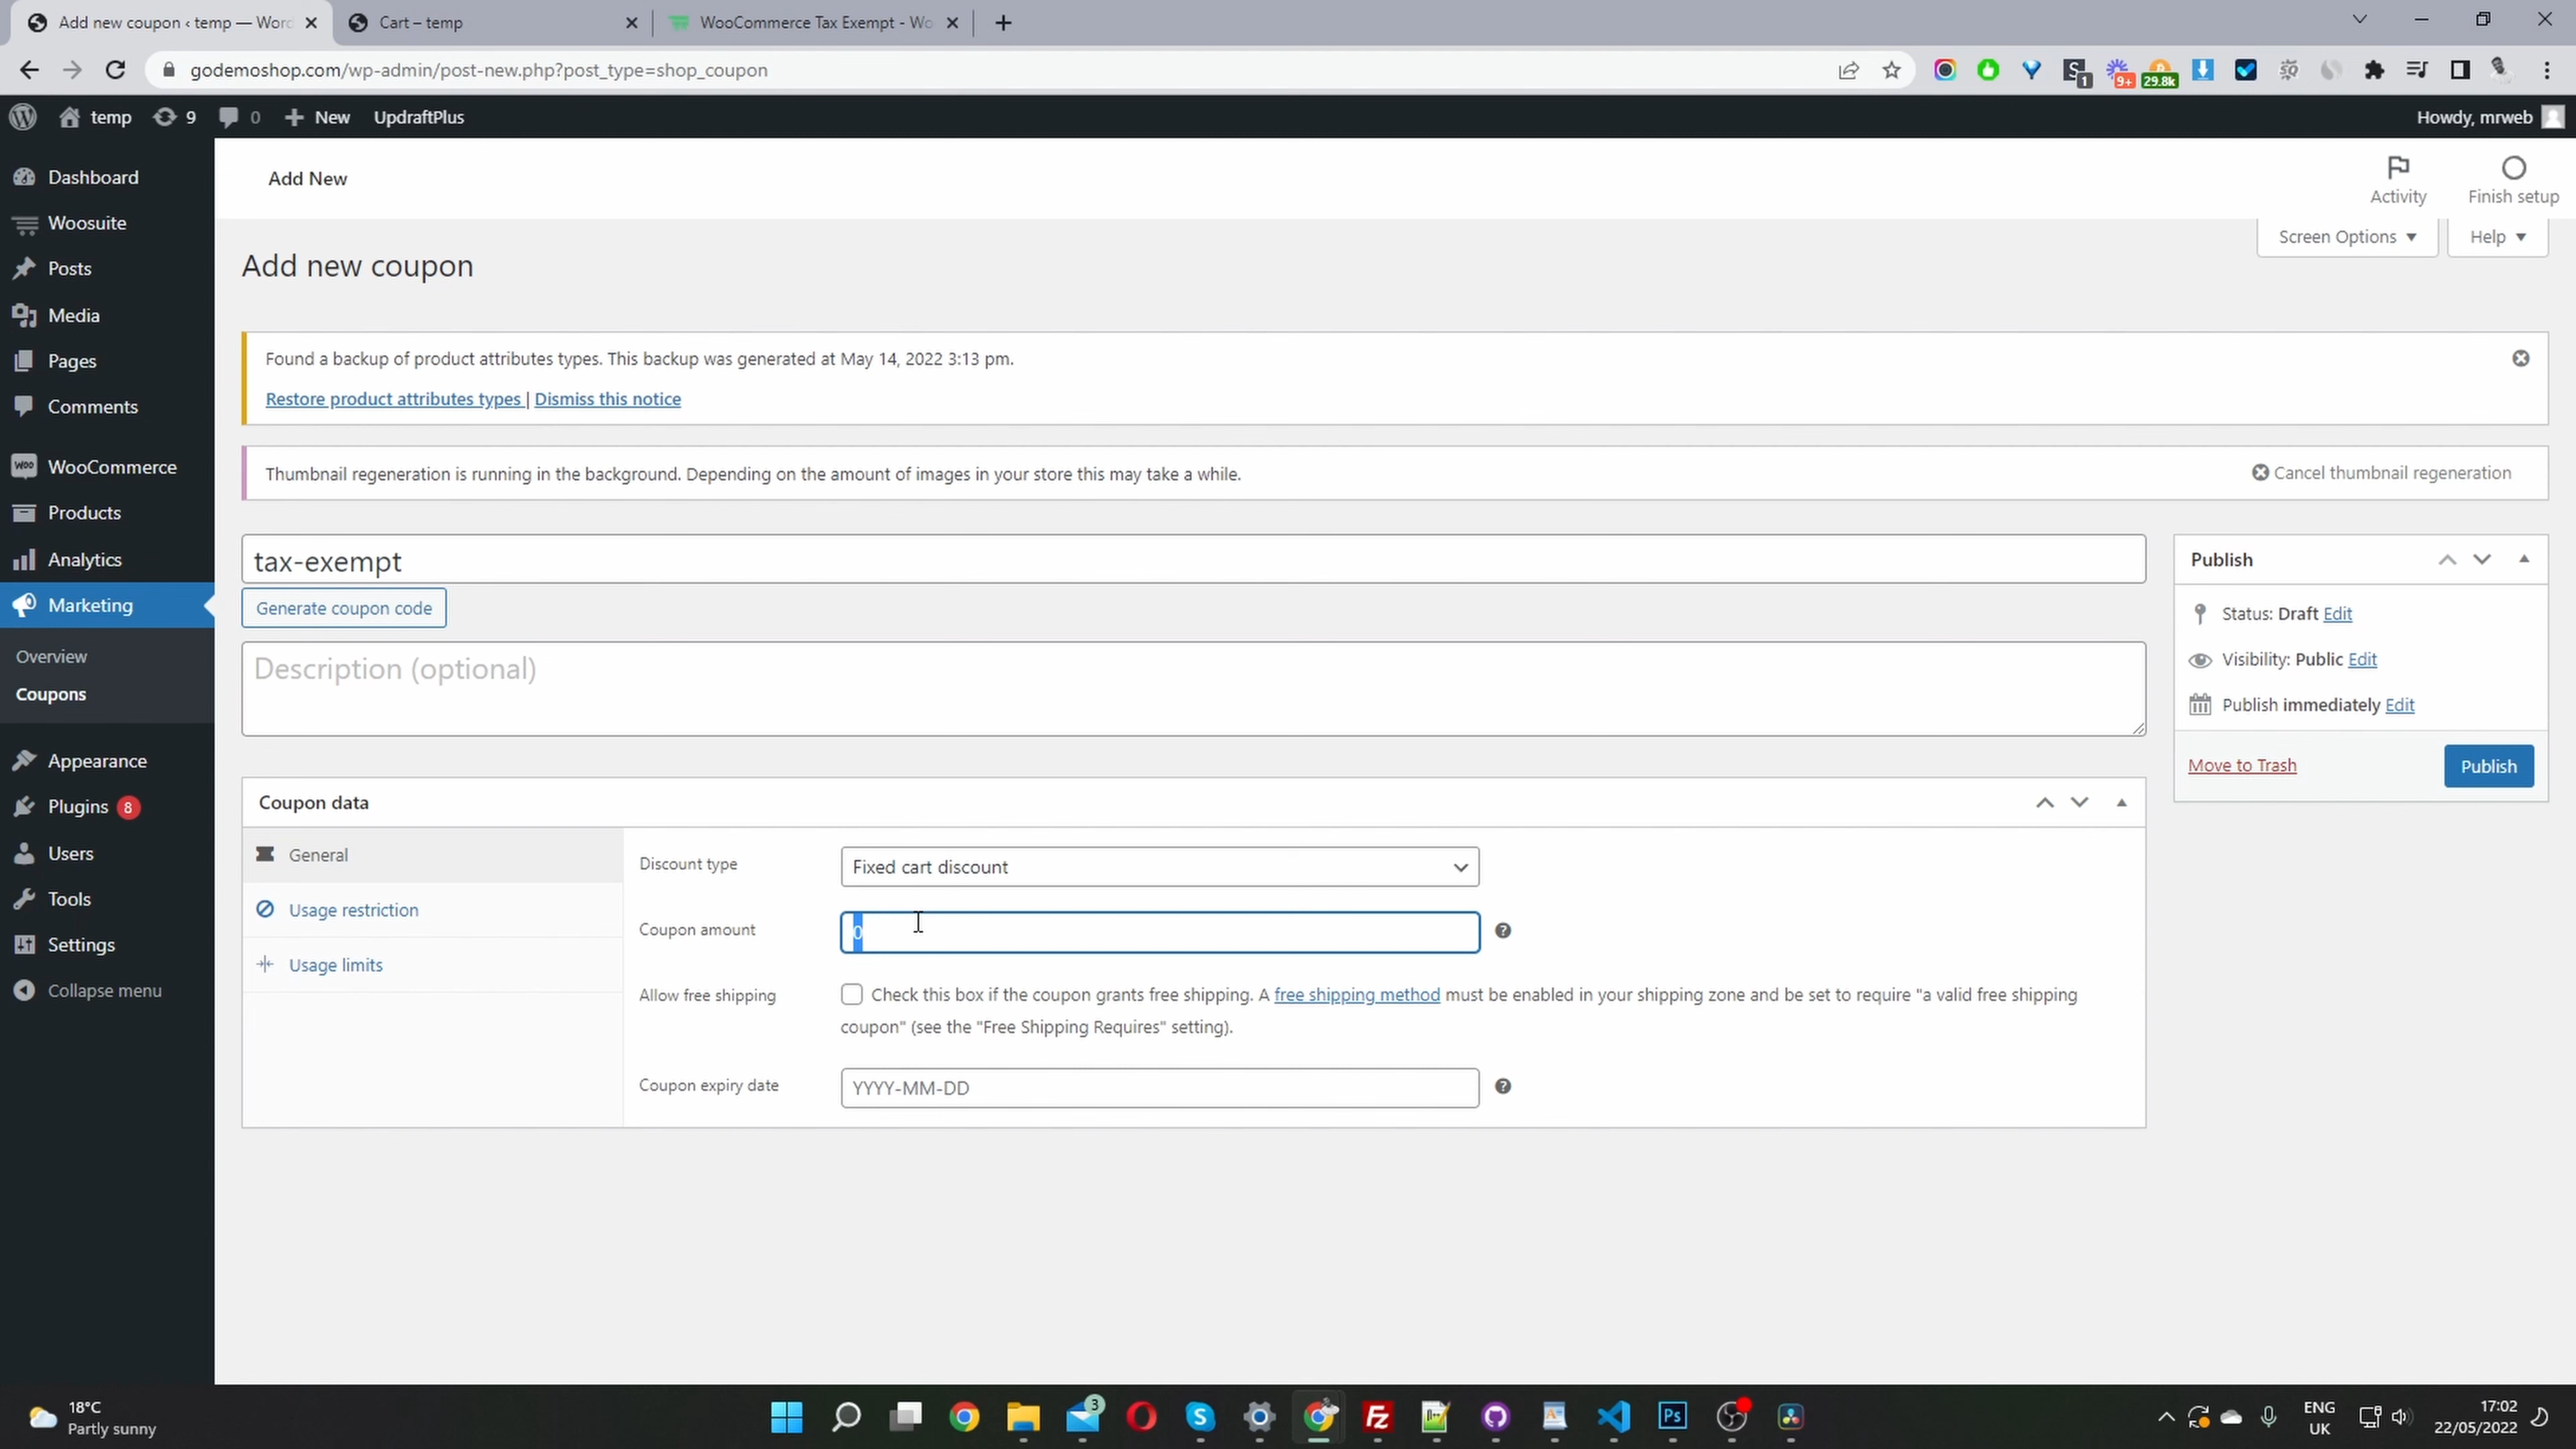 Add new coupon ‹ temp — Word
Cart – temp
WooCommerce Tax Exempt - Wo
godemoshop.com/wp-admin/post-new.php?post_type=shop_coupon
1
9+
29.8k
temp
9
0
New
UpdraftPlus
Howdy, mrweb
Dashboard
Woosuite
Posts
Media
Pages
Comments
WooCommerce
Products
Analytics
Marketing
Overview
Coupons
Appearance
Plugins 8
Users
Tools
Settings
Collapse menu
Add New
Activity
Finish setup
Screen Options
Help
Add new coupon
Found a backup of product attributes types. This backup was generated at May 14, 2022 3:13 pm.
Restore product attributes types | Dismiss this notice
Thumbnail regeneration is running in the background. Depending on the amount of images in your store this may take a while.
Cancel thumbnail regeneration
tax-exempt
Generate coupon code
Description (optional)
Publish
Status: Draft Edit
Visibility: Public Edit
Publish immediately Edit
Move to Trash
Publish
Coupon data
General
Usage restriction
Usage limits
Discount type
Fixed cart discount
Coupon amount
0
Allow free shipping
Check this box if the coupon grants free shipping. A free shipping method must be enabled in your shipping zone and be set to require "a valid free shipping
coupon" (see the "Free Shipping Requires" setting).
Coupon expiry date
YYYY-MM-DD
18°C
Partly sunny
3
Ps
ENG
UK
17:02
22/05/2022